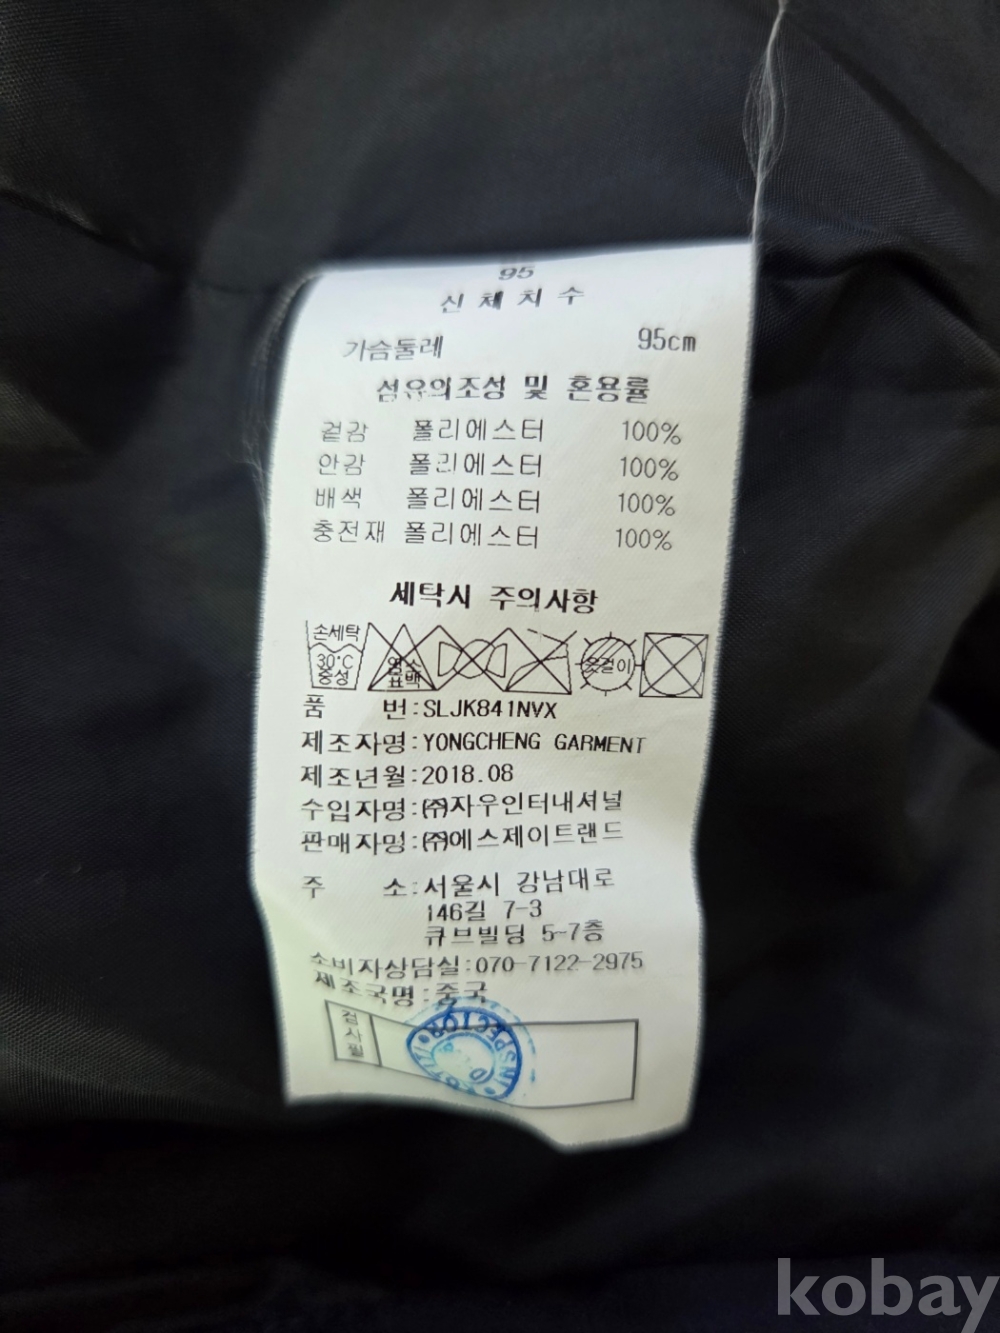 95
신체치수
가슴둘레 95cm
섬유의조성 및 혼용률
겉감 폴리에스터 100%
안감 폴리에스터 100%
배색 폴리에스터 100%
충전재 폴리에스터 100%
세탁시 주의사항
손세탁
30°C
중성
염소
표백
옷걸이
품 번:SLJK841NVX
제조자명:YONGCHENG GARMENT
제조년월:2018.08
수입자명:㈜자우인터내셔널
판매자명:㈜에스제이트랜드
주 소:서울시 강남대로
146길 7-3
큐브빌딩 5-7층
소비자상담실:070-7122-2975
제조국명:중국
검사필
INSPECTOR
kobay